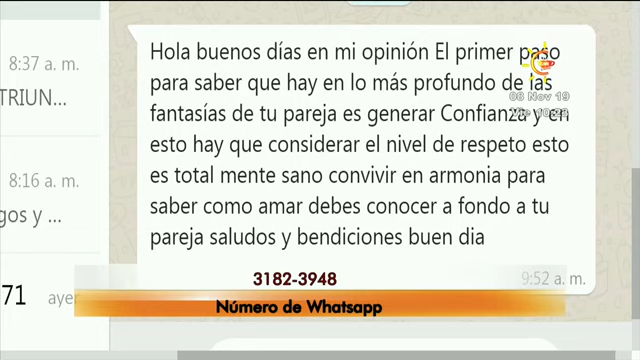 8:37 a. m.
TRIUN...
8:16 a. m.
gos y ...
71 ayer
Hola buenos días en mi opinión El primer paso
para saber que hay en lo más profundo de las
fantasías de tu pareja es generar Confianza y en
esto hay que considerar el nivel de respeto esto
es total mente sano convivir en armonia para
saber como amar debes conocer a fondo a tu
pareja saludos y bendiciones buen dia
9:52 a. m.
08 Nov 19
Vie 10:23
3182-3948
Número de Whatsapp